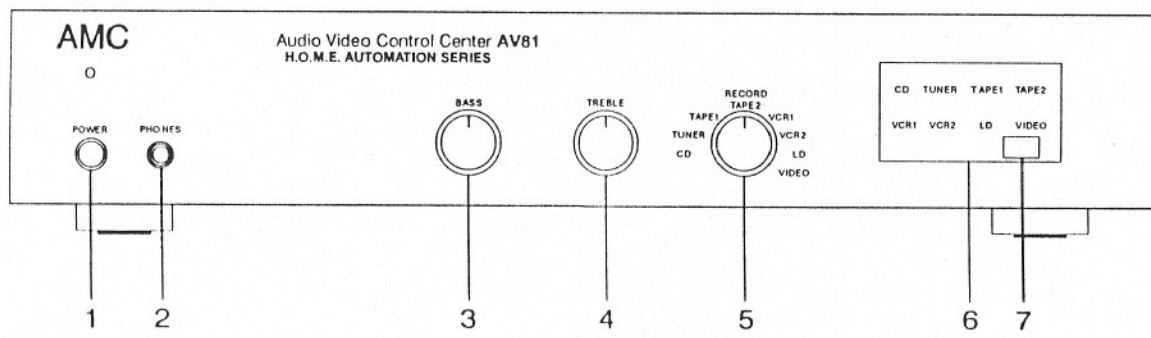 AMC
Audio Video Control Center AV81
H.O.M.E. AUTOMATION SERIES
POWER
PHONES
BASS
TREBLE
RECORD
TAPE2
TAPE1
VCR1
TUNER
VCR2
CD
LD
VIDEO
CD TUNER TAPE1 TAPE2
VCR1 VCR2 LD VIDEO
1 2 3 4 5 6 7